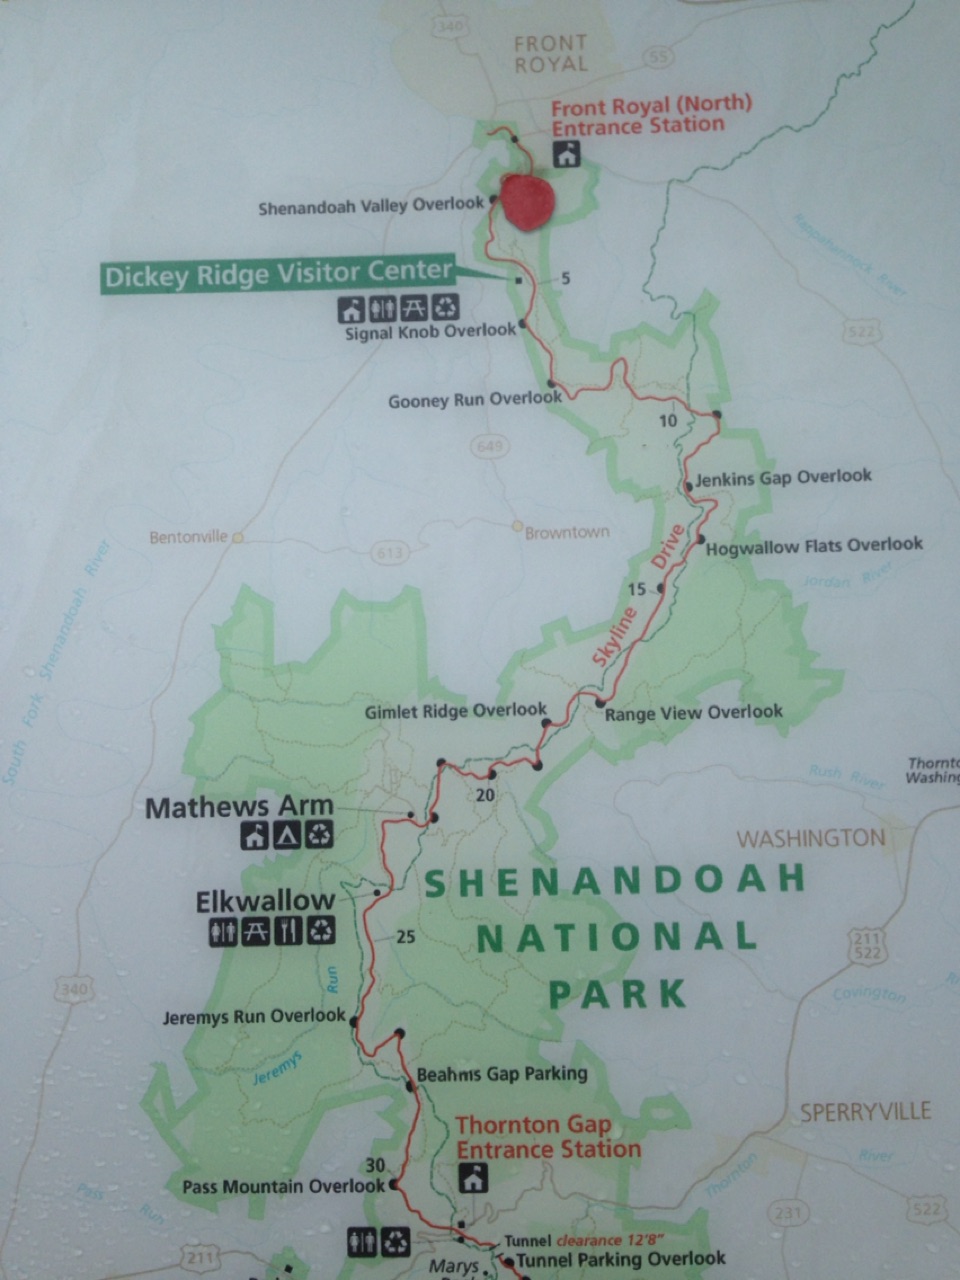 340
FRONT
ROYAL
55
Front Royal (North)
Entrance Station
Shenandoah Valley Overlook
Rappahannock River
Dickey Ridge Visitor Center
5
Signal Knob Overlook
522
Gooney Run Overlook
10
649
Jenkins Gap Overlook
Bentonville
Browntown
613
Drive
Hogwallow Flats Overlook
Jordan River
15
Skyline
South Fork Shenandoah River
Gimlet Ridge Overlook
Range View Overlook
Rush River
Washing
20
Mathews Arm
WASHINGTON
SHENANDOAH
NATIONAL
PARK
Elkwallow
25
211
522
340
Run
Covington
Jeremys Run Overlook
Jeremys
Beahms Gap Parking
SPERRYVILLE
Thornton Gap
Entrance Station
30
Pass Mountain Overlook
Thornton
River
Pass Run
231
522
211
Tunnel clearance 12'8"
Tunnel Parking Overlook
Marys